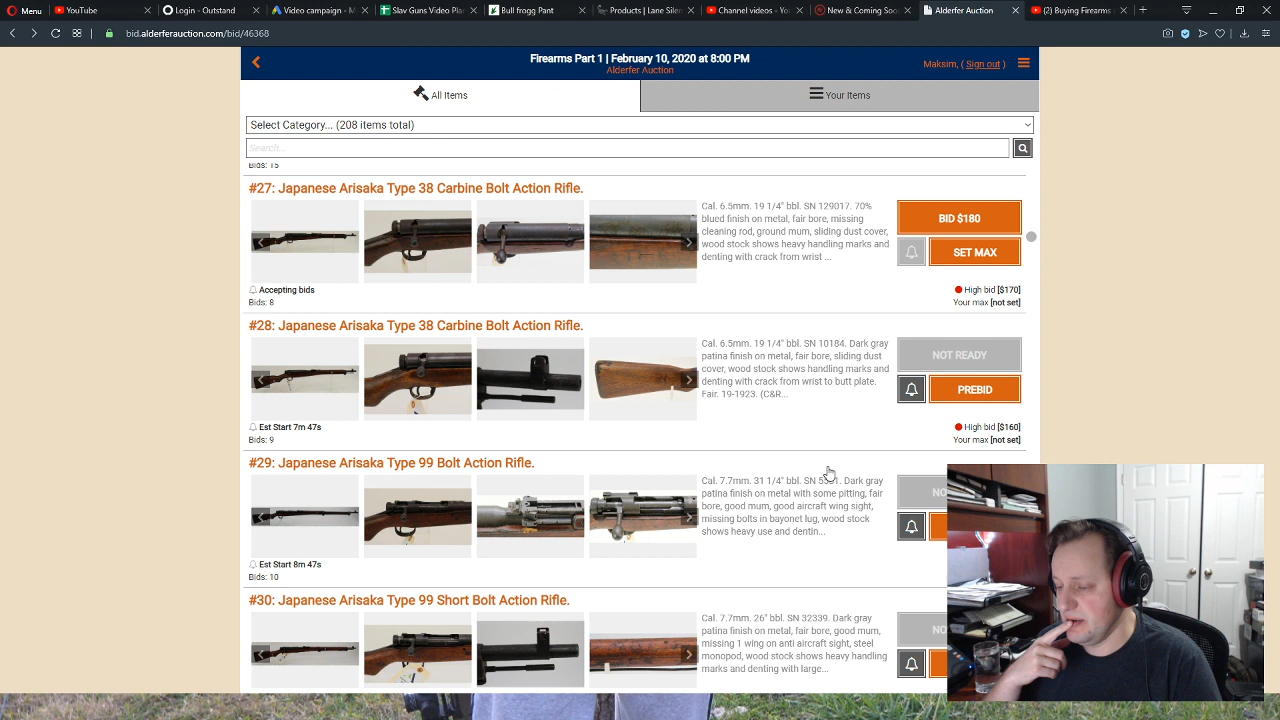 Menu
YouTube
Login - Outstand
Video campaign - M
Slav Guns Video Plan
Bull frogg Pant
Products | Lane Silen
Channel videos - You
New & Coming Soo
Alderfer Auction
(2) Buying Firearms
bid.alderferauction.com/bid/46368
Firearms Part 1 | February 10, 2020 at 8:00 PM
Alderfer Auction
Maksim, ( Sign out )
All Items
Your Items
Select Category... (208 items total)
Search...
Bids: 15
#27: Japanese Arisaka Type 38 Carbine Bolt Action Rifle.
Cal. 6.5mm. 19 1/4" bbl. SN 129017. 70%
blued finish on metal, fair bore, missing
cleaning rod, ground mum, sliding dust cover,
wood stock shows heavy handling marks and
denting with crack from wrist ...
BID $180
SET MAX
Accepting bids
Bids: 8
High bid [$170]
Your max [not set]
#28: Japanese Arisaka Type 38 Carbine Bolt Action Rifle.
Cal. 6.5mm. 19 1/4" bbl. SN 10184. Dark gray
patina finish on metal, fair bore, sliding dust
cover, wood stock shows heavy handling marks and
denting with crack from wrist to butt plate.
Fair. 19-1923. (C&R...
NOT READY
PREBID
Est Start 7m 47s
Bids: 9
High bid [$160]
Your max [not set]
#29: Japanese Arisaka Type 99 Bolt Action Rifle.
Cal. 7.7mm. 31 1/4" bbl. SN Dark gray
patina finish on metal with some pitting, fair
bore, good mum, good aircraft wing sight,
missing bolts in bayonet lug, wood stock
shows heavy use and dentin...
NO
Est Start 8m 47s
Bids: 10
#30: Japanese Arisaka Type 99 Short Bolt Action Rifle.
Cal. 7.7mm. 26" bbl. SN 32339. Dark gray
patina finish on metal, fair bore, good mum,
missing 1 wing on anti aircraft sight, steel
monopod, wood stock shows heavy handling
marks and denting with large...
NO